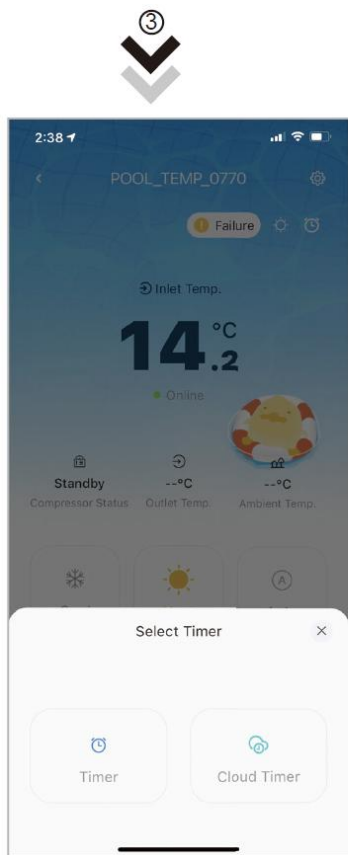 ③
2:38
POOL_TEMP_0770
Failure
Inlet Temp.
14.2°C
Online
Standby
--°C
--°C
Compressor Status
Outlet Temp.
Ambient Temp.
A
Select Timer
Timer
Cloud Timer